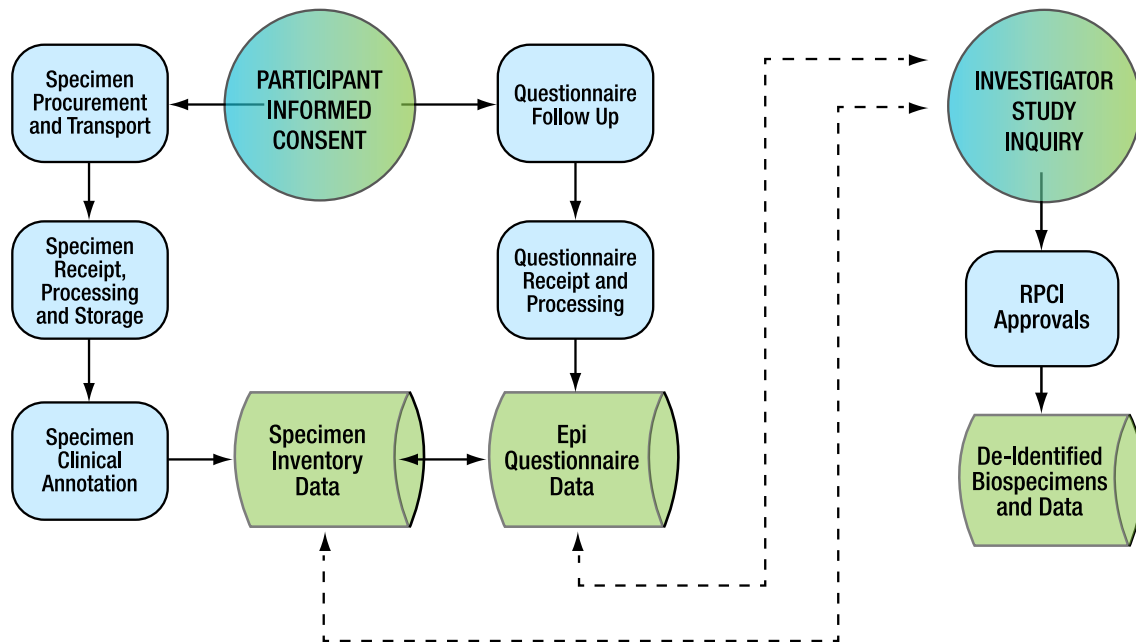 Specimen
Procurement
and Transport
PARTICIPANT
INFORMED
CONSENT
Questionnaire
Follow Up
INVESTIGATOR
STUDY
INQUIRY
Specimen
Receipt,
Processing
and Storage
Questionnaire
Receipt and
Processing
RPCI
Approvals
Specimen
Clinical
Annotation
Specimen
Inventory
Data
Epi
Questionnaire
Data
De-Identified
Biospecimens
and Data